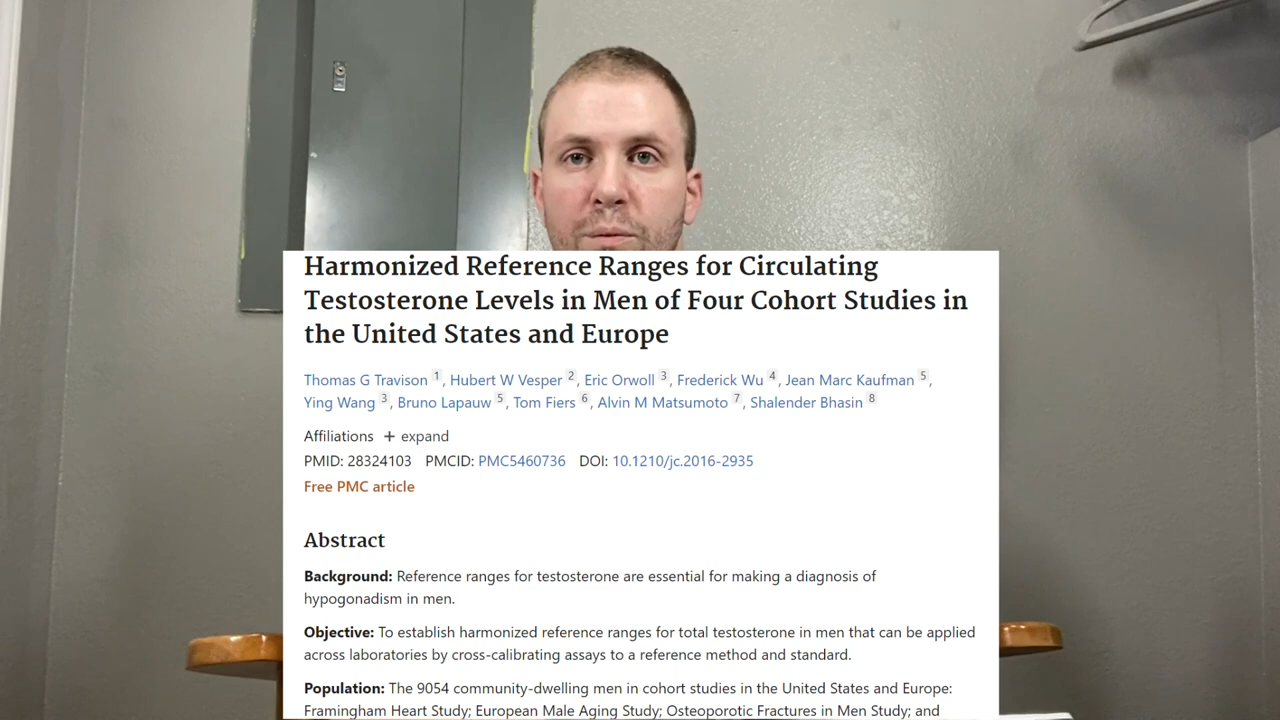 Harmonized Reference Ranges for Circulating
Testosterone Levels in Men of Four Cohort Studies in
the United States and Europe
Thomas G Travison 1, Hubert W Vesper 2, Eric Orwoll 3, Frederick Wu 4, Jean Marc Kaufman 5,
Ying Wang 3, Bruno Lapauw 5, Tom Fiers 6, Alvin M Matsumoto 7, Shalender Bhasin 8
Affiliations + expand
PMID: 28324103 PMCID: PMC5460736 DOI: 10.1210/jc.2016-2935
Free PMC article
Abstract
Background: Reference ranges for testosterone are essential for making a diagnosis of
hypogonadism in men.
Objective: To establish harmonized reference ranges for total testosterone in men that can be applied
across laboratories by cross-calibrating assays to a reference method and standard.
Population: The 9054 community-dwelling men in cohort studies in the United States and Europe:
Framingham Heart Study; European Male Aging Study; Osteoporotic Fractures in Men Study; and